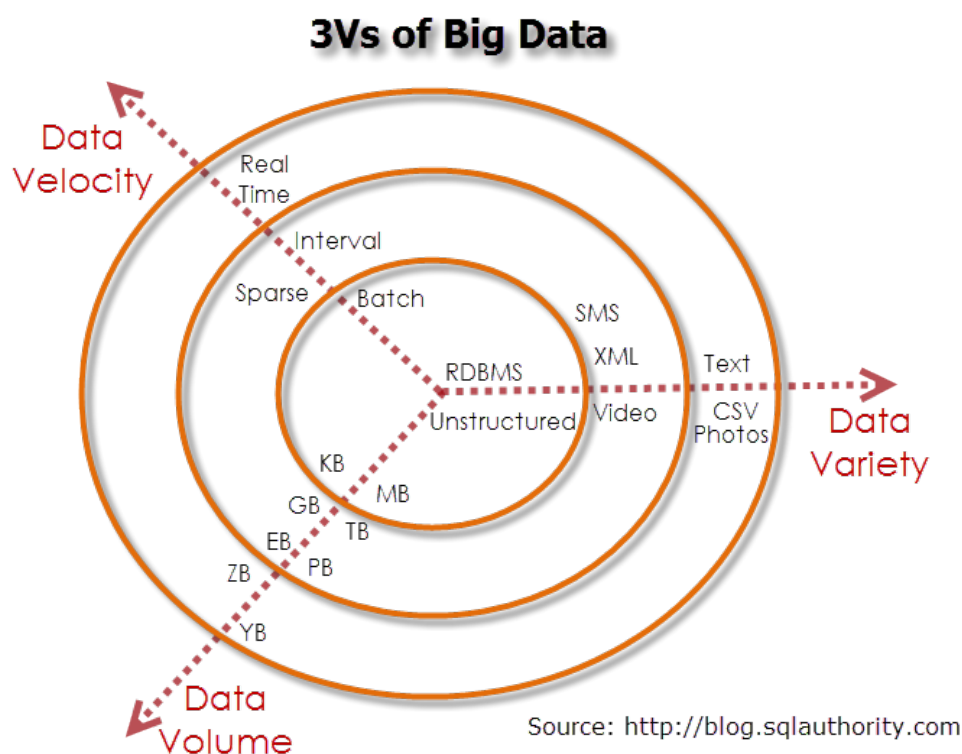 3Vs of Big Data
Data
Velocity
Real
Time
Interval
Sparse
Batch
SMS
XML
RDBMS
Text
Unstructured
Video
CSV
Photos
Data
Variety
KB
MB
GB
TB
EB
PB
ZB
YB
Data
Volume
Source: http://blog.sqlauthority.com